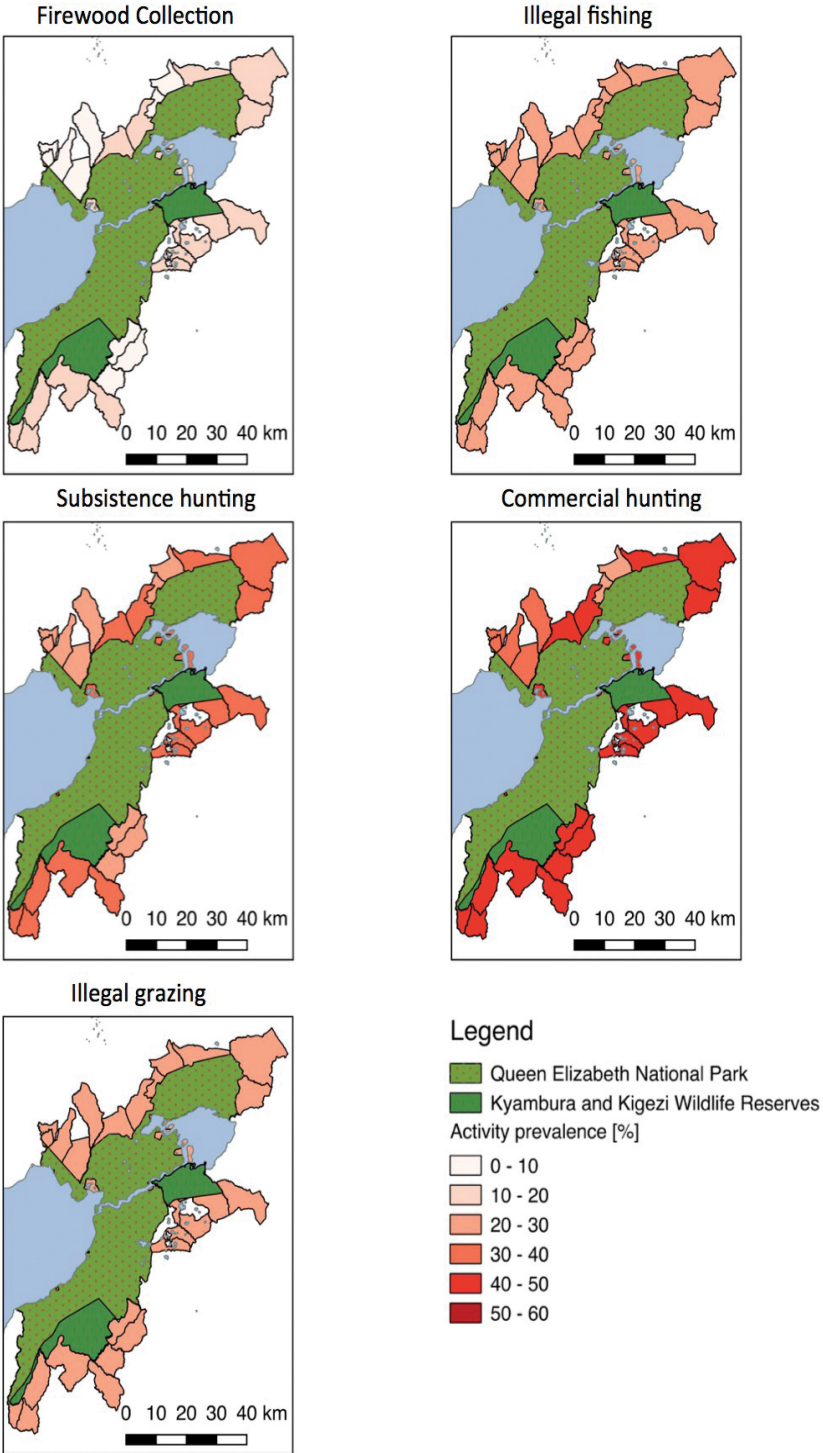 Firewood Collection
Illegal fishing
0 10 20 30 40 km
0 10 20 30 40 km
Subsistence hunting
Commercial hunting
0 10 20 30 40 km
0 10 20 30 40 km
Illegal grazing
0 10 20 30 40 km
Legend
Queen Elizabeth National Park
Kyambura and Kigezi Wildlife Reserves
Activity prevalence [%]
0 - 10
10 - 20
20 - 30
30 - 40
40 - 50
50 - 60